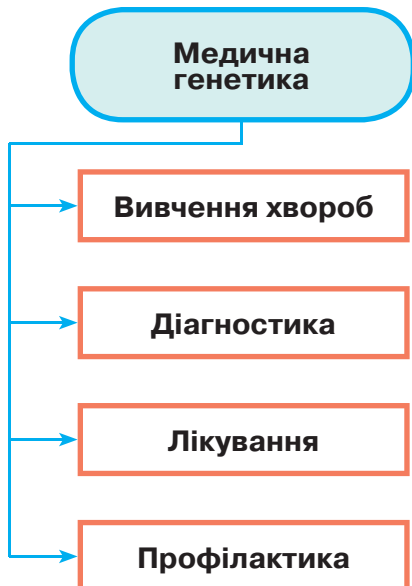 Медична
генетика
Вивчення хвороб
Діагностика
Лікування
Профілактика